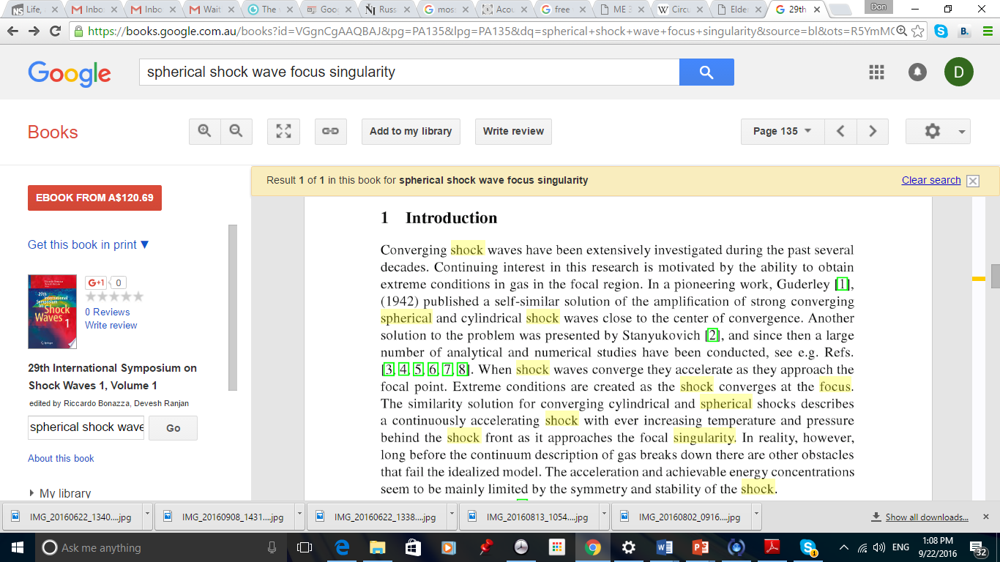 NS Life,
Inbo
Inbo
Wait
The
Goo
Russ
mos
Acou
free
ME
Circu
Elde
29th
Don
https://books.google.com.au/books?id=VGgnCgAAQBAJ&pg=PA135&lpg=PA135&dq=spherical+shock+wave+focus+singularity&source=bl&ots=R5YmM
B.
Google
spherical shock wave focus singularity
D
Books
Add to my library
Write review
Page 135
Result 1 of 1 in this book for spherical shock wave focus singularity
Clear search
EBOOK FROM A$120.69
Get this book in print ▼
G+1 0
0 Reviews
Write review
29th International Symposium on Shock Waves 1
29th International Symposium on
Shock Waves 1, Volume 1
edited by Riccardo Bonazza, Devesh Ranjan
spherical shock wave
Go
About this book
My library
1 Introduction
Converging shock waves have been extensively investigated during the past several
decades. Continuing interest in this research is motivated by the ability to obtain
extreme conditions in gas in the focal region. In a pioneering work, Guderley [1],
(1942) published a self-similar solution of the amplification of strong converging
spherical and cylindrical shock waves close to the center of convergence. Another
solution to the problem was presented by Stanyukovich [2], and since then a large
number of analytical and numerical studies have been conducted, see e.g. Refs.
[3, 4, 5, 6, 7, 8]. When shock waves converge they accelerate as they approach the
focal point. Extreme conditions are created as the shock converges at the focus.
The similarity solution for converging cylindrical and spherical shocks describes
a continuously accelerating shock with ever increasing temperature and pressure
behind the shock front as it approaches the focal singularity. In reality, however,
long before the continuum description of gas breaks down there are other obstacles
that fail the idealized model. The acceleration and achievable energy concentrations
seem to be mainly limited by the symmetry and stability of the shock.
IMG_20160622_1340....jpg
IMG_20160908_1431....jpg
IMG_20160622_1338....jpg
IMG_20160813_1054....jpg
IMG_20160802_0916....jpg
Show all downloads...
Ask me anything
ENG
1:08 PM
9/22/2016
32